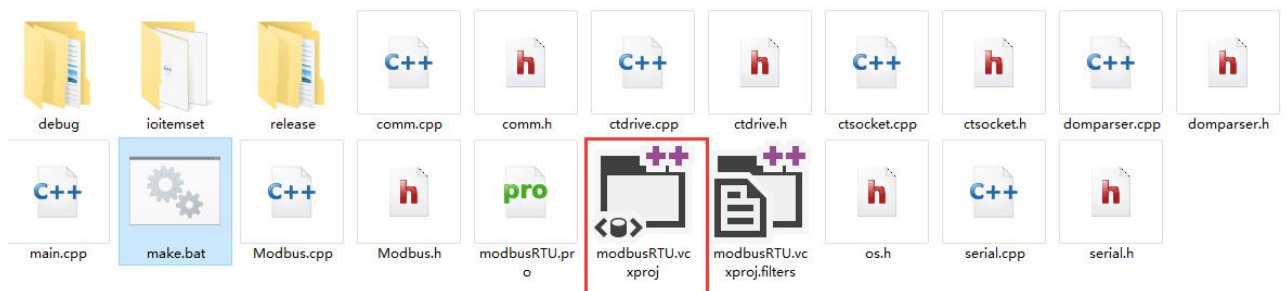 C++
h
C++
h
C++
h
C++
h
debug
ioitemset
release
comm.cpp
comm.h
ctdrive.cpp
ctdrive.h
ctsocket.cpp
ctsocket.h
domparser.cpp
domparser.h
C++
C++
h
pro
++
++
h
C++
h
main.cpp
make.bat
Modbus.cpp
Modbus.h
modbusRTU.pr
o
modbusRTU.vc
xproj
modbusRTU.vc
xproj.filters
os.h
serial.cpp
serial.h